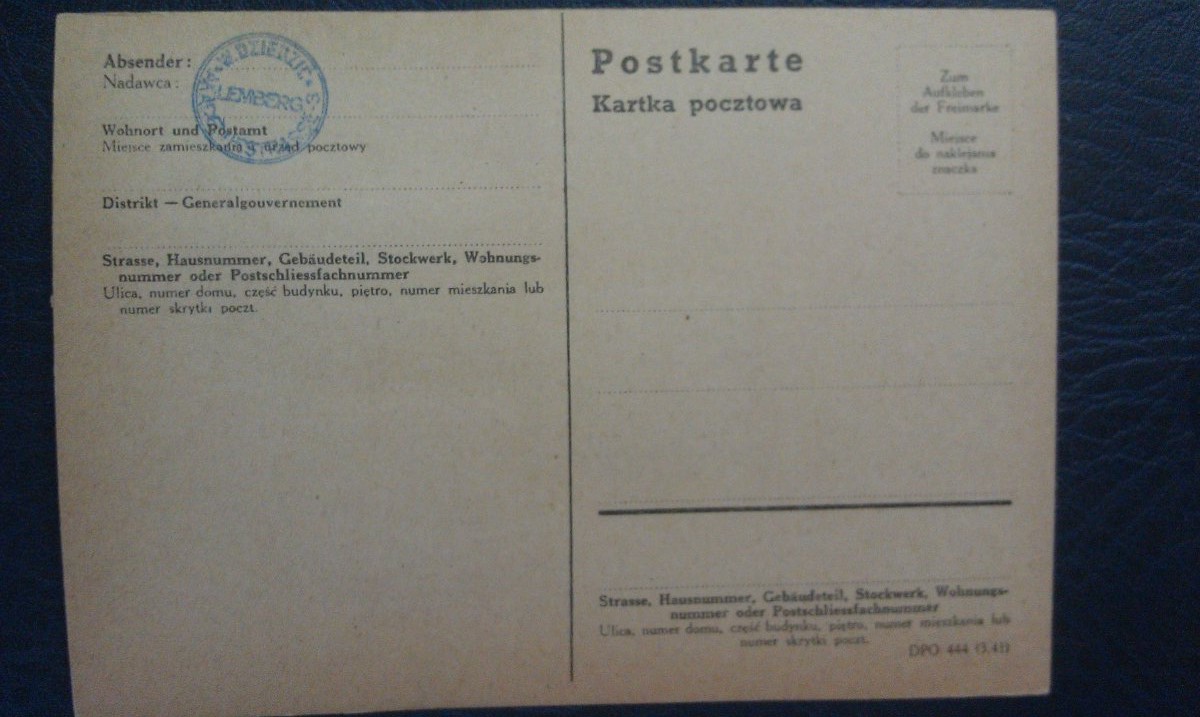 Absender:
Nadawca:
W. DZIERZIC
LEMBERG
Wohnort und Postamt
Miejsce zamieszkania i urząd pocztowy
Distrikt — Generalgouvernement
Strasse, Hausnummer, Gebäudeteil, Stockwerk, Wohnungs-
nummer oder Postschliessfachnummer
Ulica, numer domu, część budynku, piętro, numer mieszkania lub
numer skrytki poczt.
Postkarte
Kartka pocztowa
Zum
Aufkleben
der Freimarke
Miejsce
do naklejenia
znaczka
Strasse, Hausnummer, Gebäudeteil, Stockwerk, Wohnungs-
nummer oder Postschliessfachnummer
Ulica, numer domu, część budynku, piętro, numer mieszkania lub
numer skrytki poczt.
DPO 444 (3.41)